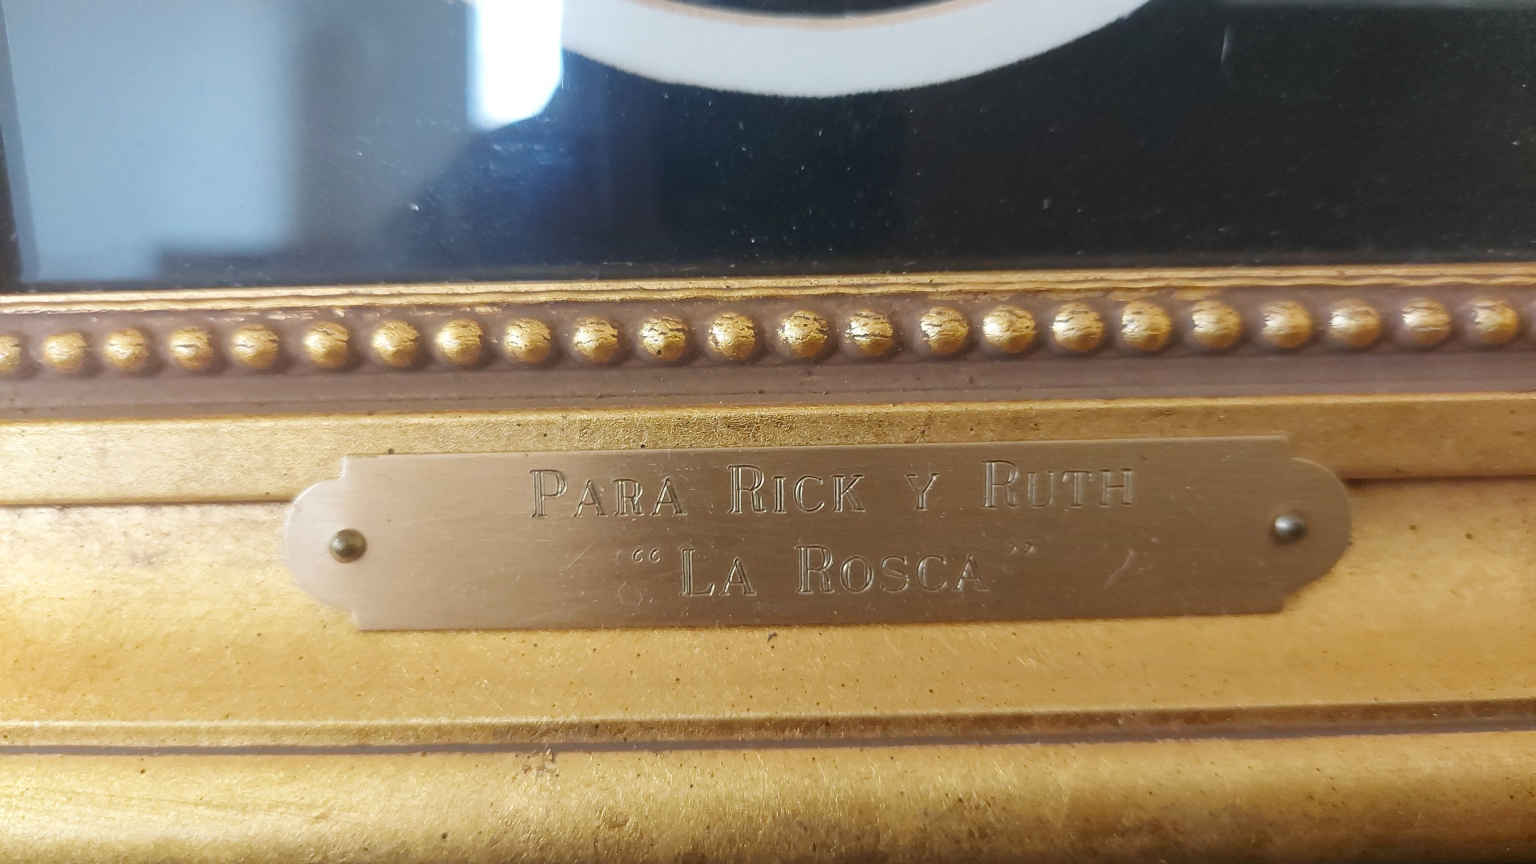 PARA RICK Y RUTH
“LA ROSCA”